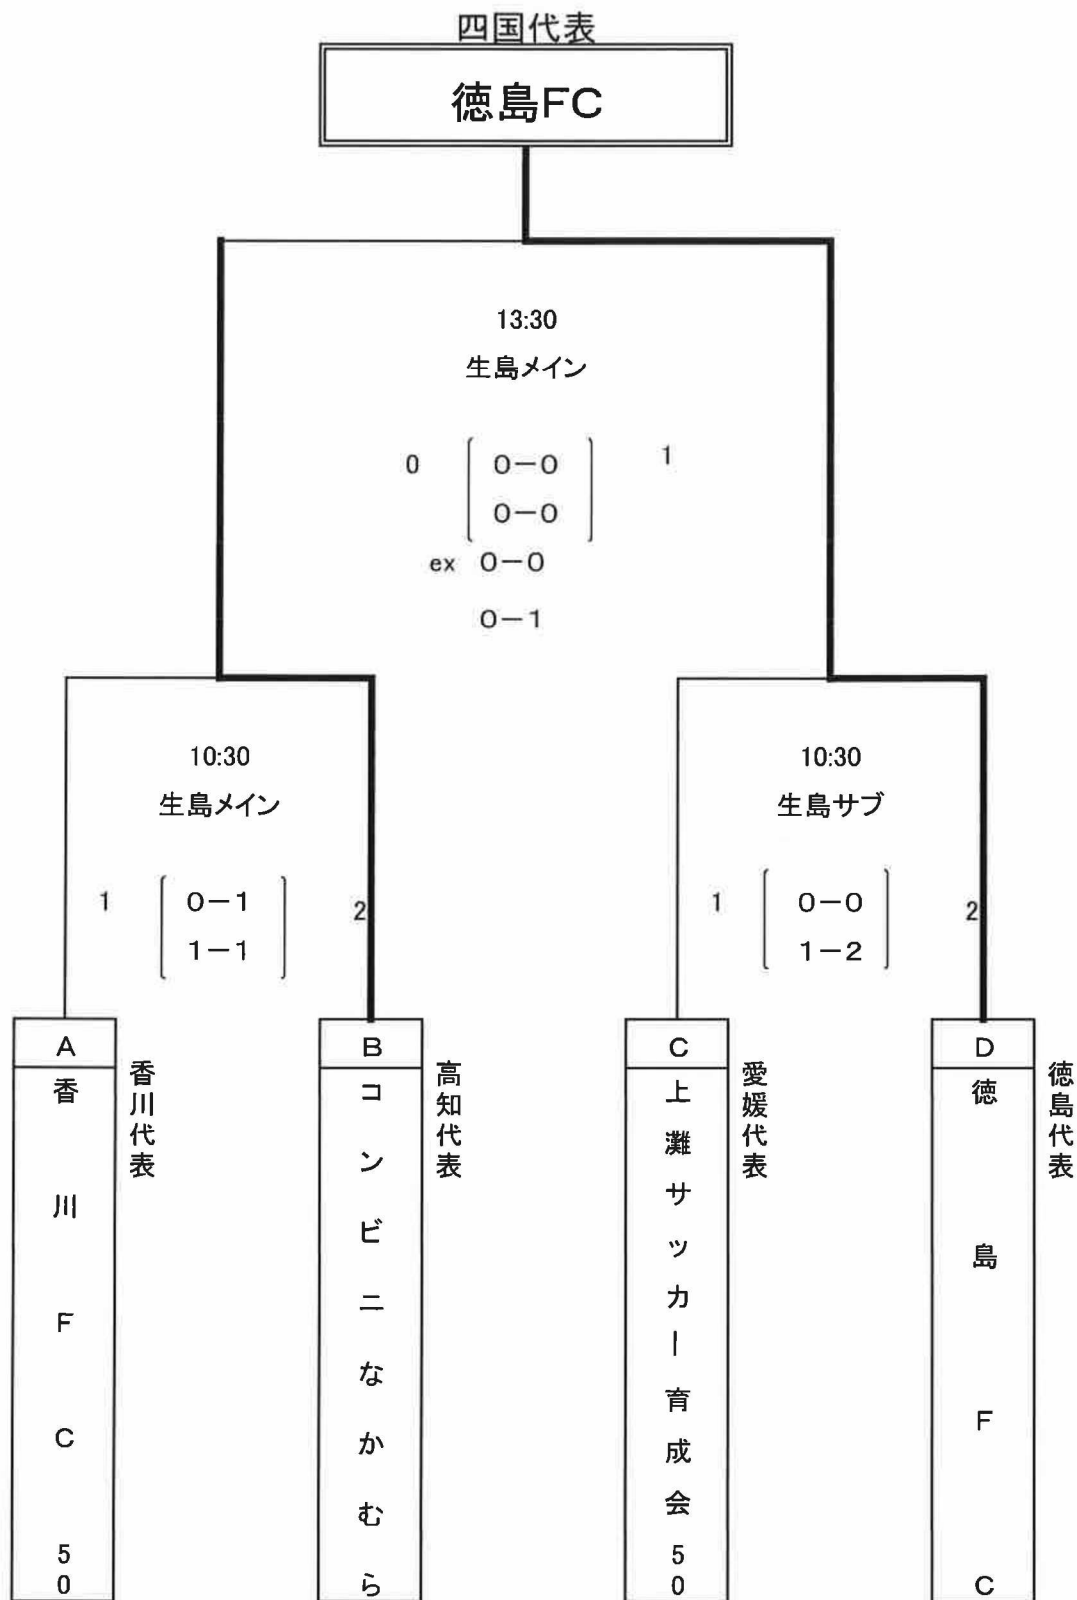 四国代表
徳島FC
13:30
生島メイン
0
0-0
1
0-0
ex 0-0
0-1
10:30
生島メイン
1
0-1
2
1-1
10:30
生島サブ
1
0-0
2
1-2
A
香川FC50
香川代表
B
コンビニなかむら
高知代表
C
上灘サッカー育成会50
愛媛代表
D
徳島FC
徳島代表